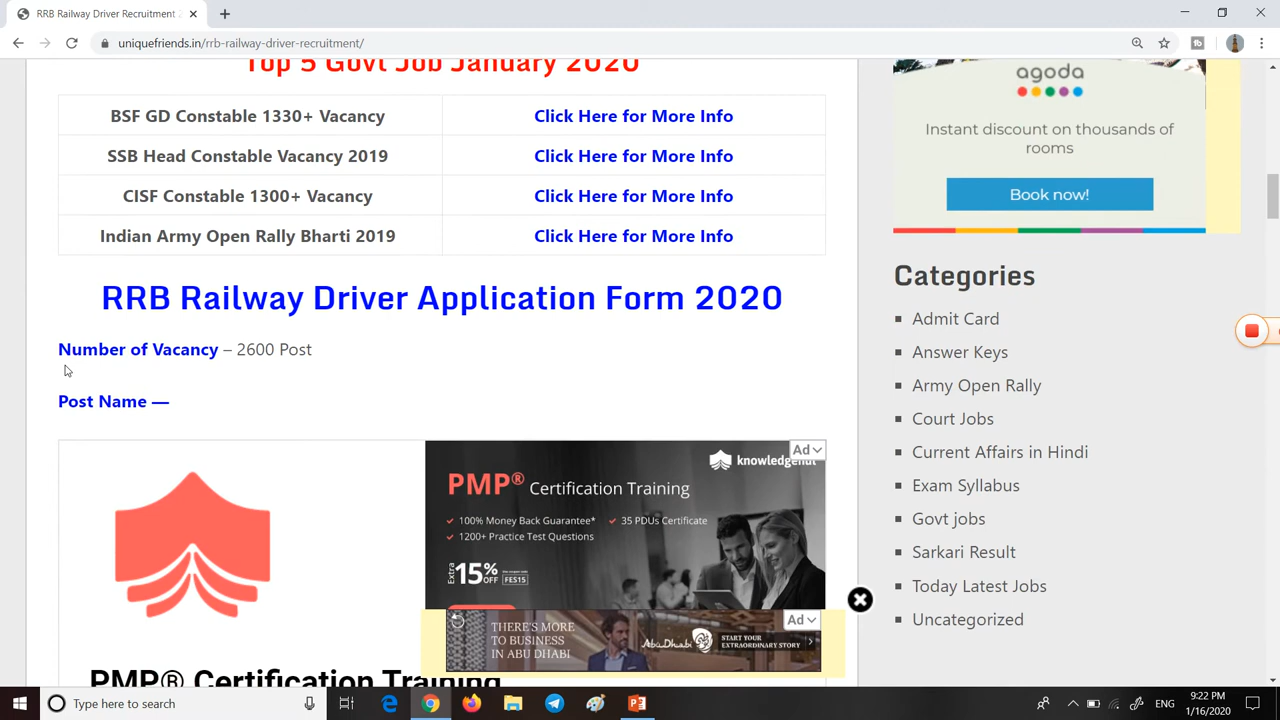 RRB Railway Driver Recruitment
uniquefriends.in/rrb-railway-driver-recruitment/
Top 5 Govt Job January 2020
BSF GD Constable 1330+ Vacancy Click Here for More Info
SSB Head Constable Vacancy 2019 Click Here for More Info
CISF Constable 1300+ Vacancy Click Here for More Info
Indian Army Open Rally Bharti 2019 Click Here for More Info
RRB Railway Driver Application Form 2020
Number of Vacancy – 2600 Post
Post Name —
Ad
PMP® Certification Training
100% Money Back Guarantee* 35 PDUs Certificate
1200+ Practice Test Questions
Extra 15% OFF FES15
PMP® Certification Training
Ad
THERE'S MORE
TO BUSINESS
IN ABU DHABI
Abu Dhabi
START YOUR
EXTRAORDINARY STORY
agoda
Instant discount on thousands of
rooms
Book now!
Categories
Admit Card
Answer Keys
Army Open Rally
Court Jobs
Current Affairs in Hindi
Exam Syllabus
Govt jobs
Sarkari Result
Today Latest Jobs
Uncategorized
Type here to search
ENG
9:22 PM
1/16/2020